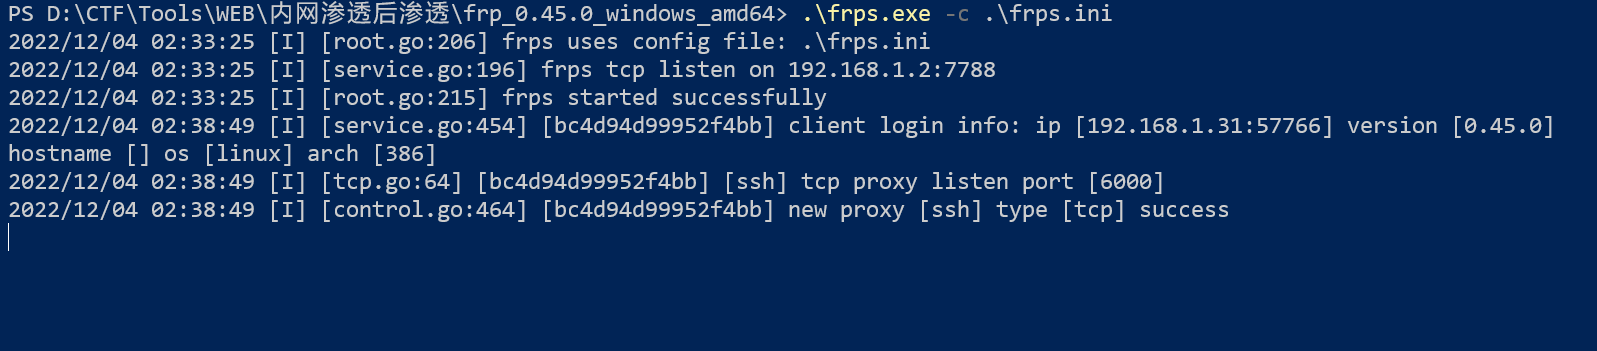 PS D:\CTF\Tools\WEB\内网渗透后渗透\frp_0.45.0_windows_amd64> .\frps.exe -c .\frps.ini
2022/12/04 02:33:25 [I] [root.go:206] frps uses config file: .\frps.ini
2022/12/04 02:33:25 [I] [service.go:196] frps tcp listen on 192.168.1.2:7788
2022/12/04 02:33:25 [I] [root.go:215] frps started successfully
2022/12/04 02:38:49 [I] [service.go:454] [bc4d94d99952f4bb] client login info: ip [192.168.1.31:57766] version [0.45.0]
hostname [] os [linux] arch [386]
2022/12/04 02:38:49 [I] [tcp.go:64] [bc4d94d99952f4bb] [ssh] tcp proxy listen port [6000]
2022/12/04 02:38:49 [I] [control.go:464] [bc4d94d99952f4bb] new proxy [ssh] type [tcp] success